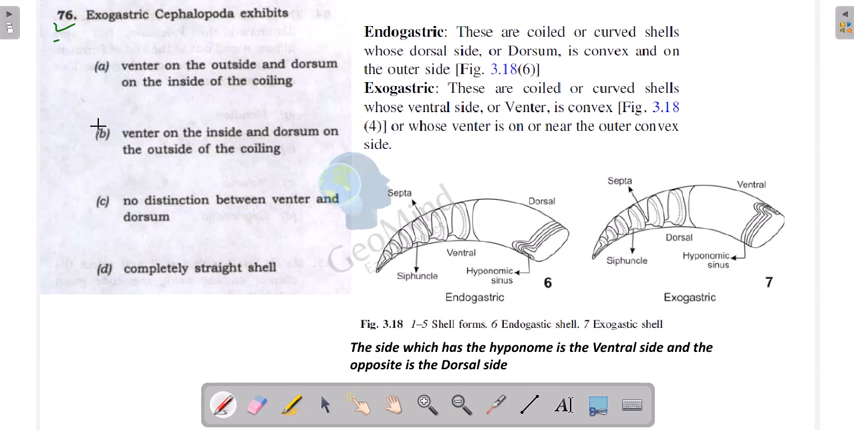 76. Exogastric Cephalopoda exhibits
(a) venter on the outside and dorsum
on the inside of the coiling
(b) venter on the inside and dorsum on
the outside of the coiling
(c) no distinction between venter and
dorsum
(d) completely straight shell
Endogastric: These are coiled or curved shells
whose dorsal side, or Dorsum, is convex and on
the outer side [Fig. 3.18(6)]
Exogastric: These are coiled or curved shells
whose ventral side, or Venter, is convex [Fig. 3.18
(4)] or whose venter is on or near the outer convex
side.
Septa
Dorsal
Ventral
Siphuncle
Hyponomic
sinus
6
Endogastric
Septa
Ventral
Dorsal
Siphuncle
Hyponomic
sinus
7
Exogastric
GeoMind
Fig. 3.18 1–5 Shell forms. 6 Endogastic shell. 7 Exogastic shell
The side which has the hyponome is the Ventral side and the
opposite is the Dorsal side
AI